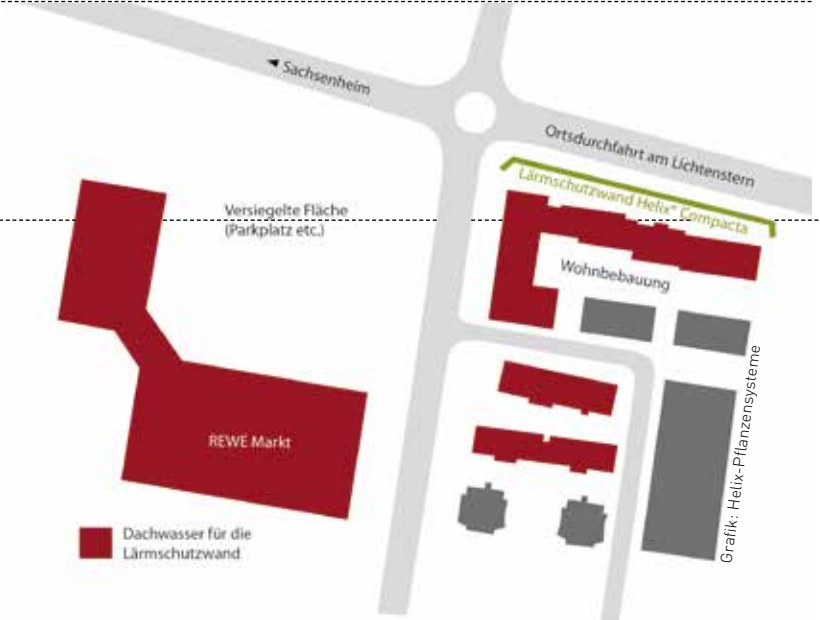 ◄ Sachsenheim
Ortsdurchfahrt am Lichtenstern
Lärmschutzwand Helix® Compacta
Versiegelte Fläche
(Parkplatz etc.)
Wohnbebauung
REWE Markt
Dachwasser für die
Lärmschutzwand
Grafik: Helix-Pflanzensysteme